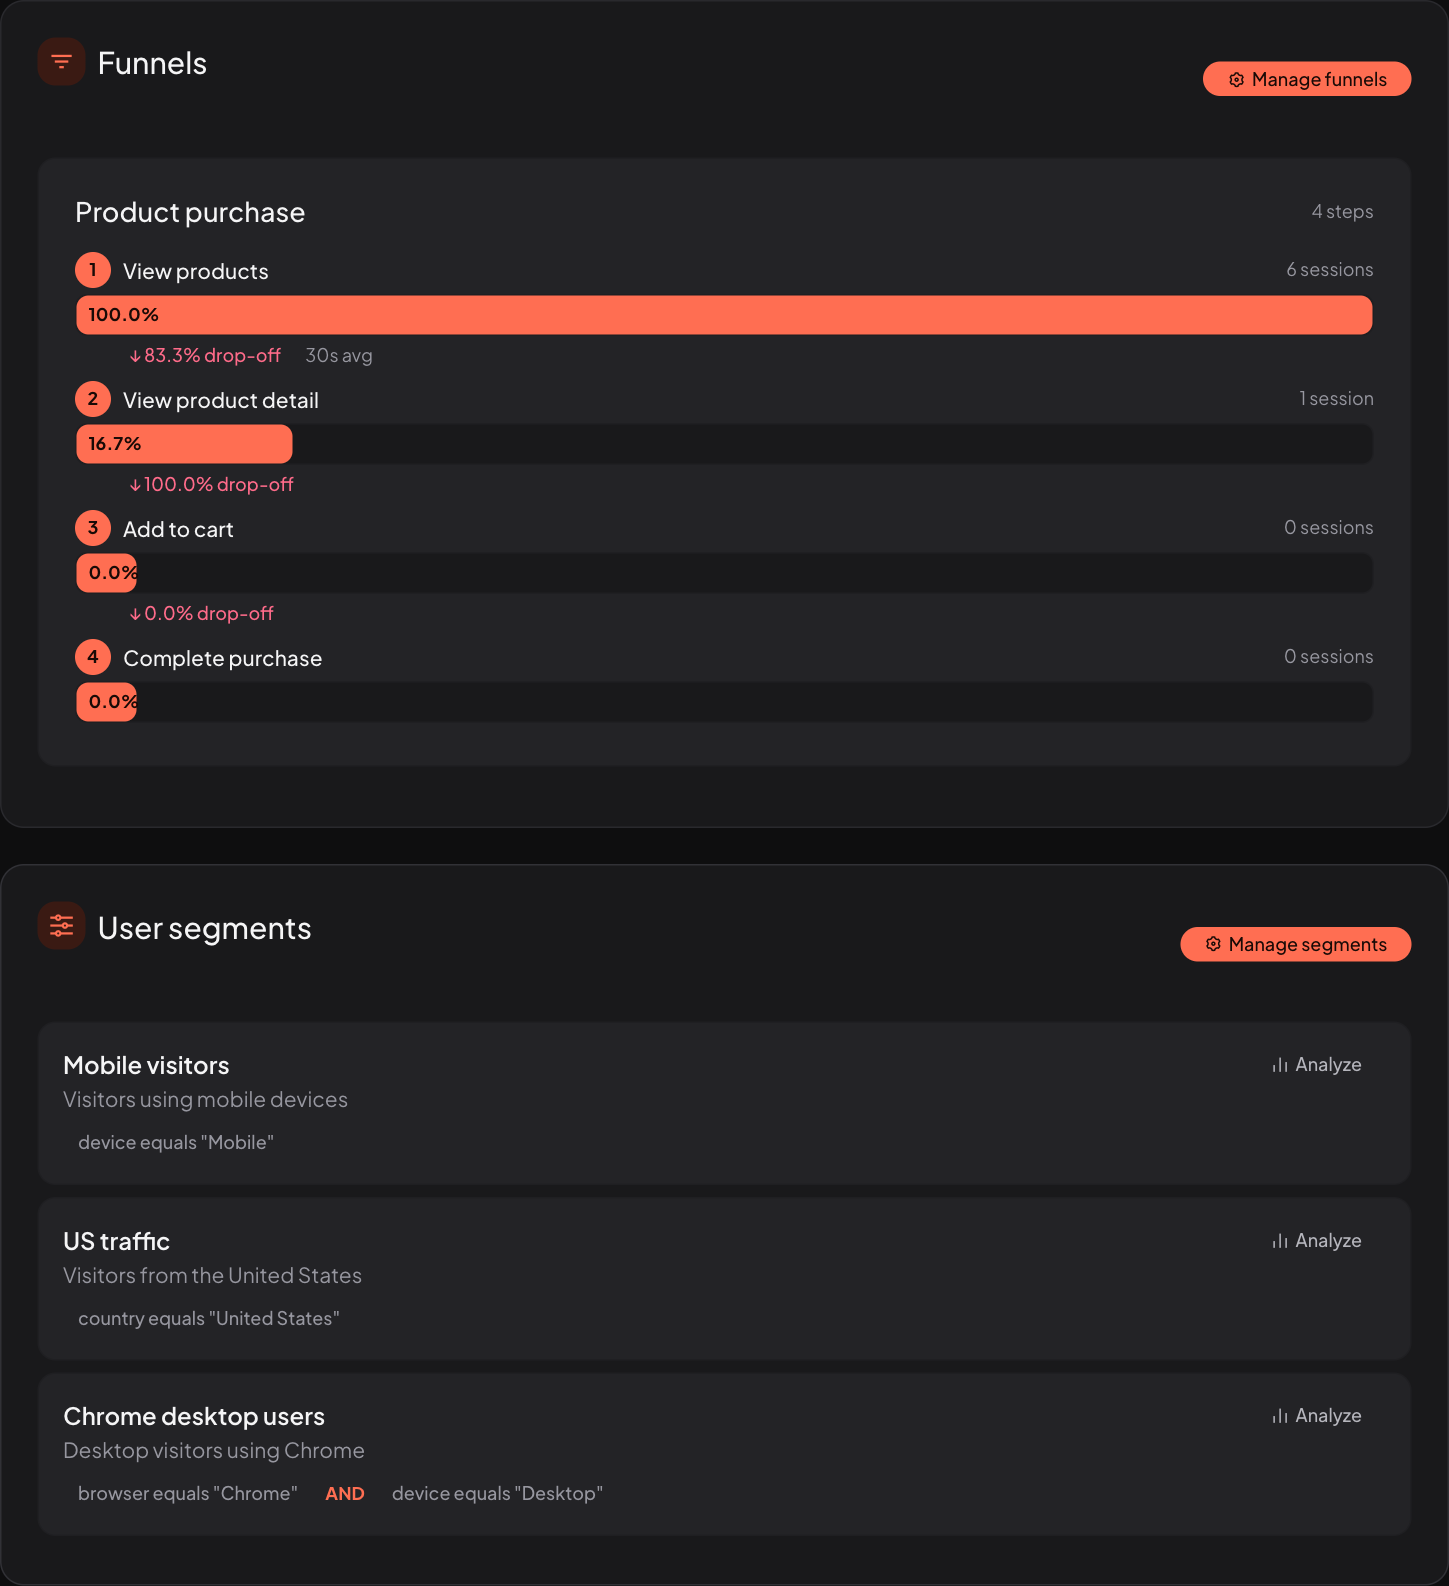 Funnels
Manage funnels
Product purchase
4 steps
1 View products
6 sessions
100.0%
↓ 83.3% drop-off 30s avg
2 View product detail
1 session
16.7%
↓ 100.0% drop-off
3 Add to cart
0 sessions
0.0%
↓ 0.0% drop-off
4 Complete purchase
0 sessions
0.0%
User segments
Manage segments
Mobile visitors
Analyze
Visitors using mobile devices
device equals "Mobile"
US traffic
Analyze
Visitors from the United States
country equals "United States"
Chrome desktop users
Analyze
Desktop visitors using Chrome
browser equals "Chrome" AND device equals "Desktop"